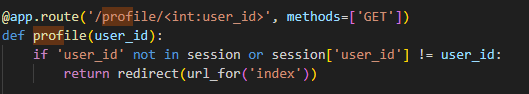 @app.route('/profile/<int:user_id>', methods=['GET'])
def profile(user_id):
    if 'user_id' not in session or session['user_id'] != user_id:
        return redirect(url_for('index'))